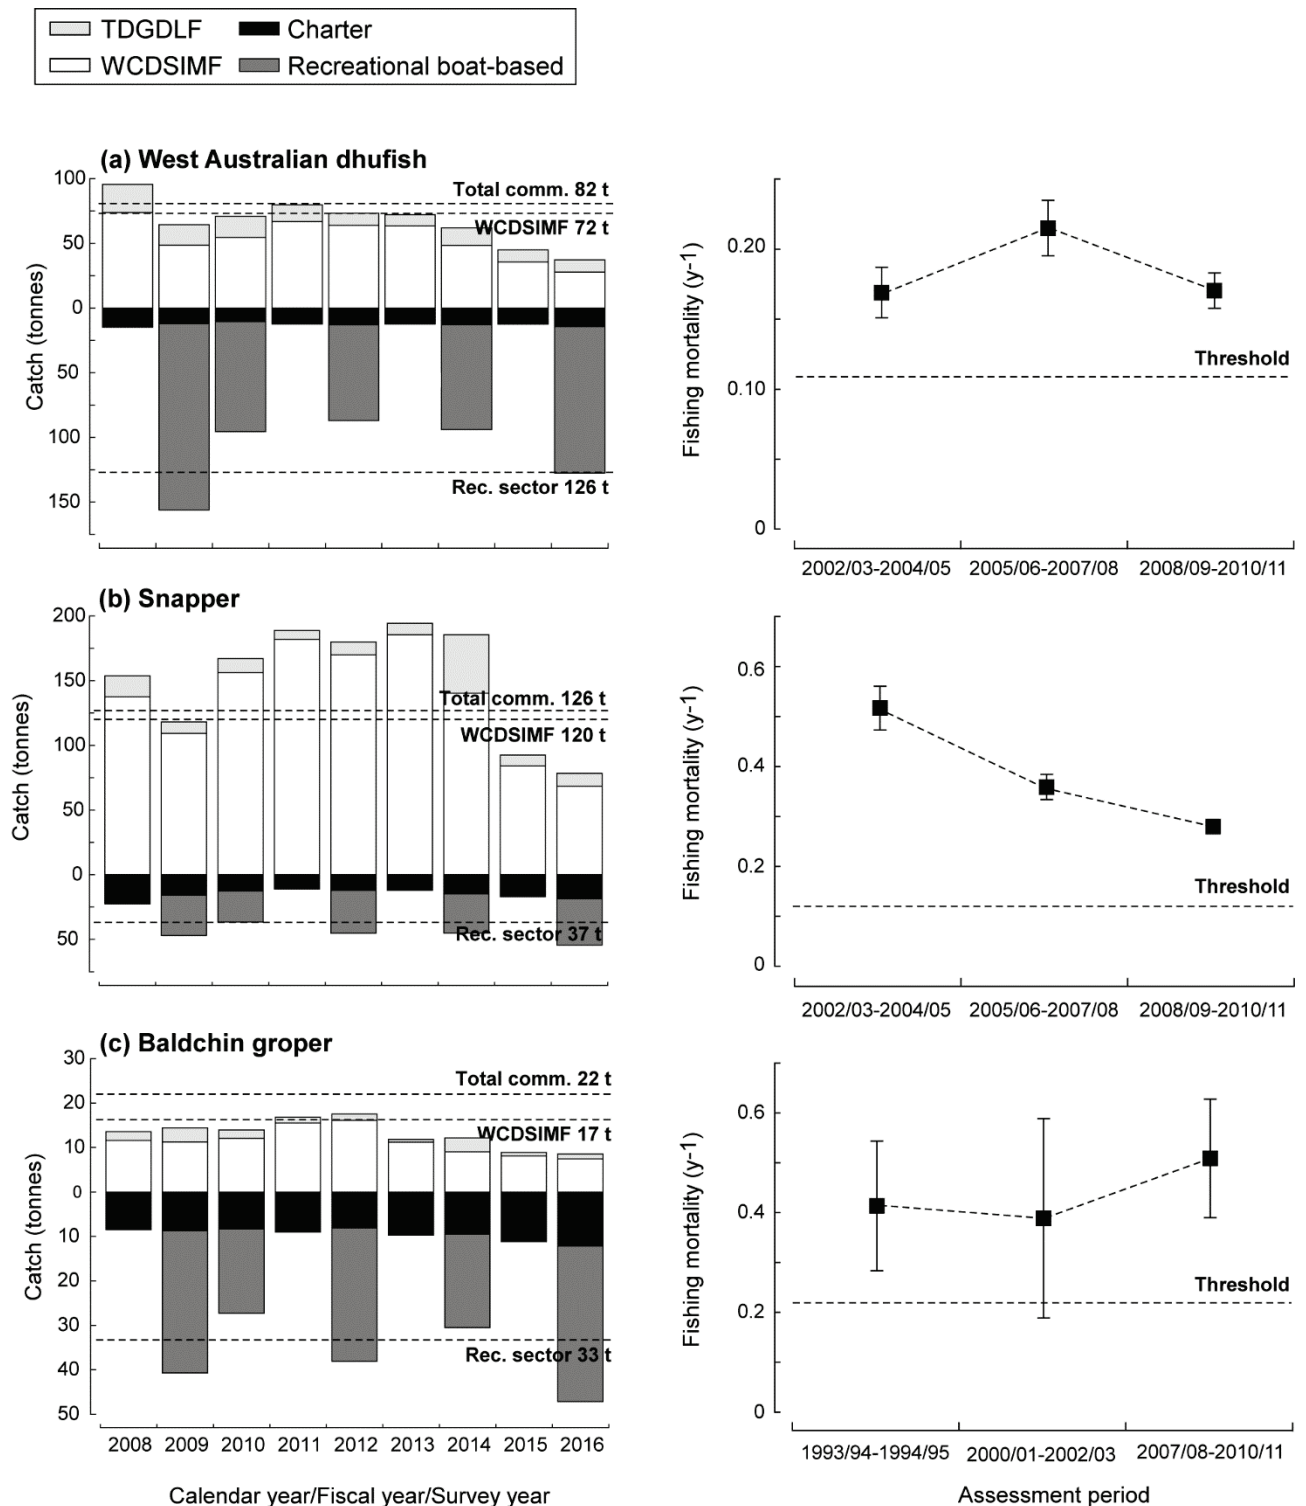 TDGDLF
Charter
WCDSIMF
Recreational boat-based
(a) West Australian dhufish
Catch (tonnes)
100
50
0
50
100
150
Total comm. 82 t
WCDSIMF 72 t
Rec. sector 126 t
Fishing mortality (y-1)
0.20
0.10
0
Threshold
2002/03-2004/05
2005/06-2007/08
2008/09-2010/11
(b) Snapper
Catch (tonnes)
200
150
100
50
0
50
Total comm. 126 t
WCDSIMF 120 t
Rec. sector 37 t
Fishing mortality (y-1)
0.6
0.4
0.2
0
Threshold
2002/03-2004/05
2005/06-2007/08
2008/09-2010/11
(c) Baldchin groper
Catch (tonnes)
30
20
10
0
10
20
30
40
50
Total comm. 22 t
WCDSIMF 17 t
Rec. sector 33 t
2008
2009
2010
2011
2012
2013
2014
2015
2016
Calendar year/Fiscal year/Survey year
Fishing mortality (y-1)
0.6
0.4
0.2
0
Threshold
1993/94-1994/95
2000/01-2002/03
2007/08-2010/11
Assessment period